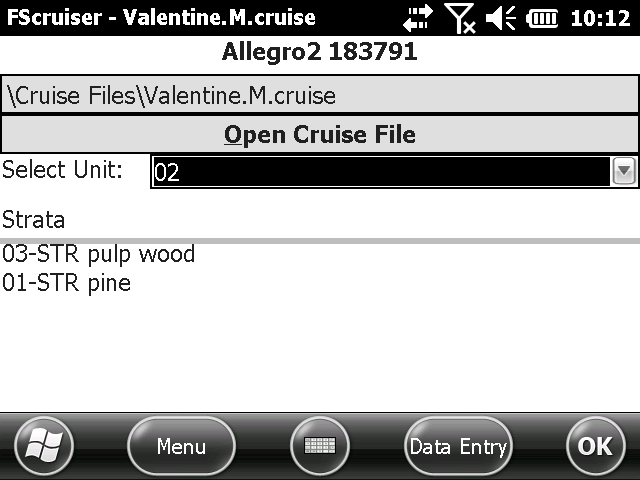 FScruiser - Valentine.M.cruise 10:12
Allegro2 183791
\Cruise Files\Valentine.M.cruise
Open Cruise File
Select Unit: 02
Strata
03-STR pulp wood
01-STR pine
Menu Data Entry OK